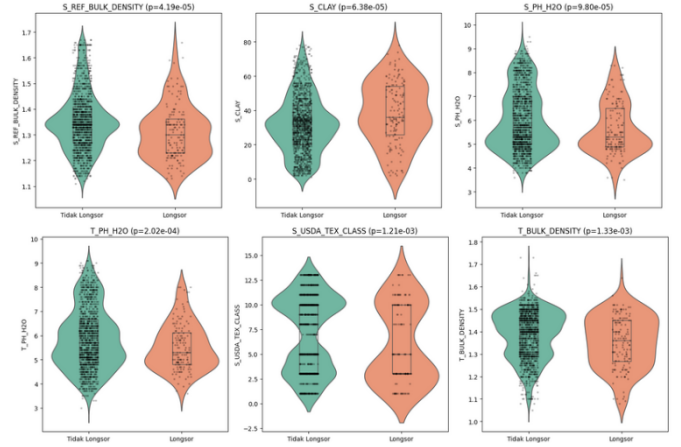 S_REF_BULK_DENSITY (p=4.19e-05)
S_REF_BULK_DENSITY
1.7
1.6
1.5
1.4
1.3
1.2
1.1
Tidak Longsor Longsor
S_CLAY (p=6.38e-05)
S_CLAY
80
60
40
20
0
Tidak Longsor Longsor
S_PH_H2O (p=9.80e-05)
S_PH_H2O
10
9
8
7
6
5
4
3
2
Tidak Longsor Longsor
T_PH_H2O (p=2.02e-04)
T_PH_H2O
10
9
8
7
6
5
4
3
Tidak Longsor Longsor
S_USDA_TEX_CLASS (p=1.21e-03)
S_USDA_TEX_CLASS
15.0
12.5
10.0
7.5
5.0
2.5
0.0
−2.5
Tidak Longsor Longsor
T_BULK_DENSITY (p=1.33e-03)
T_BULK_DENSITY
1.8
1.7
1.6
1.5
1.4
1.3
1.2
1.1
1.0
Tidak Longsor Longsor